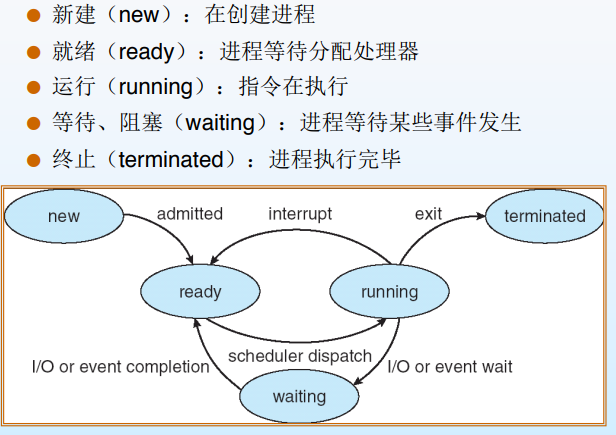 新建（new）：在创建进程
就绪（ready）：进程等待分配处理器
运行（running）：指令在执行
等待、阻塞（waiting）：进程等待某些事件发生
终止（terminated）：进程执行完毕
new
admitted
interrupt
exit
terminated
ready
running
scheduler dispatch
I/O or event completion
I/O or event wait
waiting